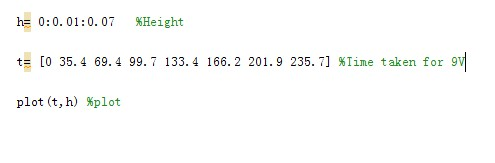 h= 0:0.01:0.07 %Height
t= [0 35.4 69.4 99.7 133.4 166.2 201.9 235.7] %Time taken for 9V
plot(t,h) %plot